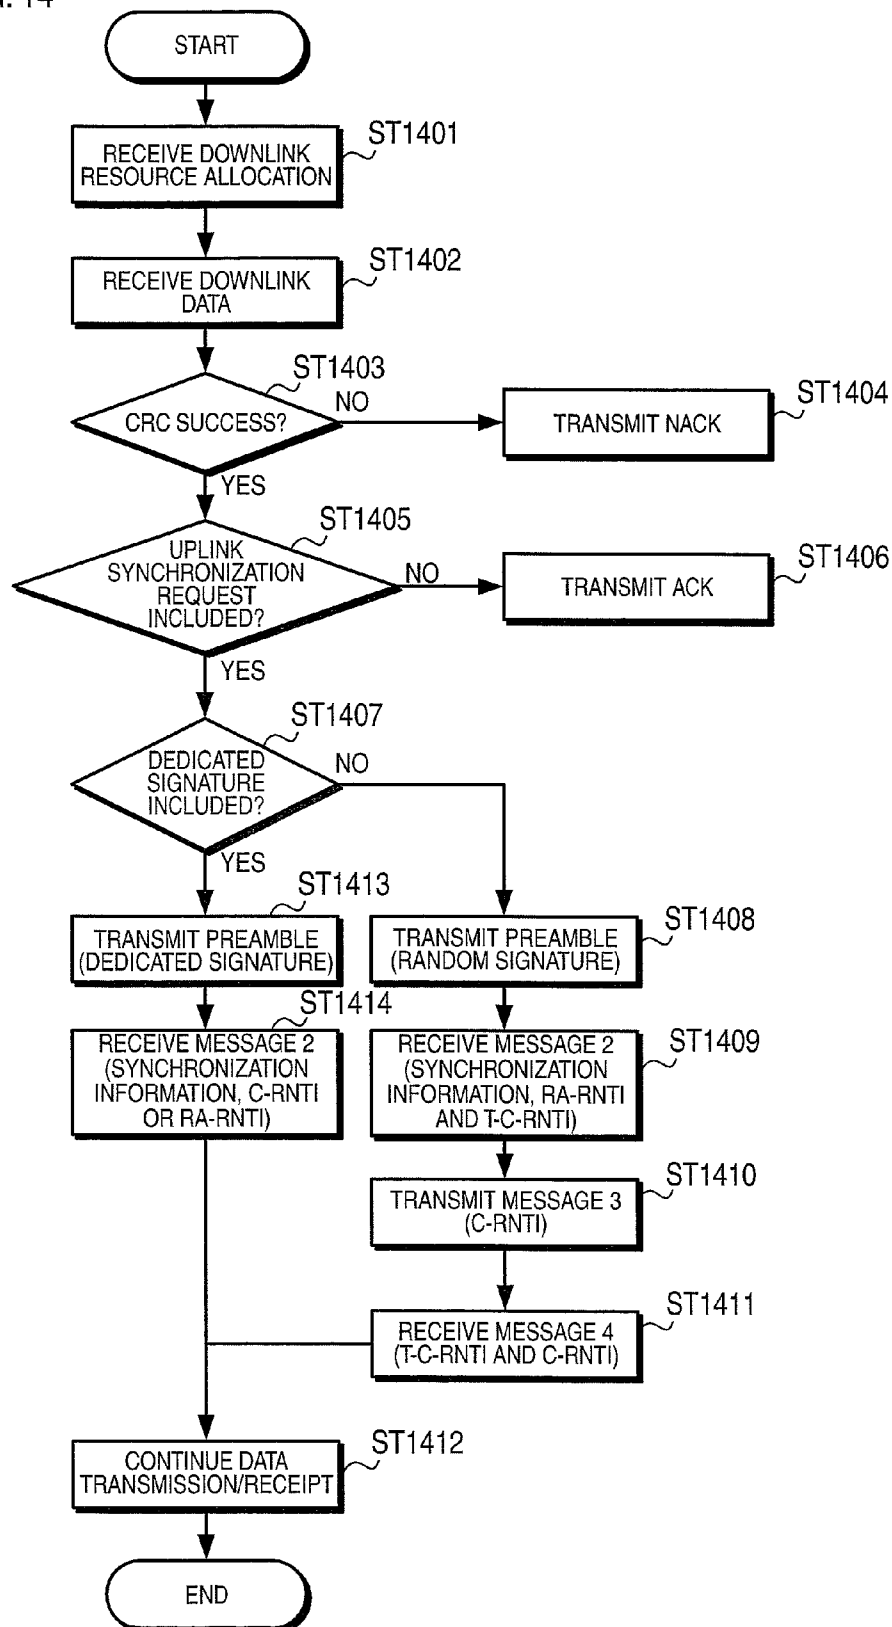 14
START
ST1401
RECEIVE DOWNLINK
RESOURCE ALLOCATION
ST1402
RECEIVE DOWNLINK
DATA
ST1403
CRC SUCCESS?
NO
ST1404
TRANSMIT NACK
YES
ST1405
UPLINK
SYNCHRONIZATION
REQUEST
INCLUDED?
NO
ST1406
TRANSMIT ACK
YES
ST1407
DEDICATED
SIGNATURE
INCLUDED?
NO
YES
ST1413
TRANSMIT PREAMBLE
(DEDICATED SIGNATURE)
ST1408
TRANSMIT PREAMBLE
(RANDOM SIGNATURE)
ST1414
RECEIVE MESSAGE 2
(SYNCHRONIZATION
INFORMATION, C-RNTI
OR RA-RNTI)
ST1409
RECEIVE MESSAGE 2
(SYNCHRONIZATION
INFORMATION, RA-RNTI
AND T-C-RNTI)
ST1410
TRANSMIT MESSAGE 3
(C-RNTI)
ST1411
RECEIVE MESSAGE 4
(T-C-RNTI AND C-RNTI)
ST1412
CONTINUE DATA
TRANSMISSION/RECEIPT
END